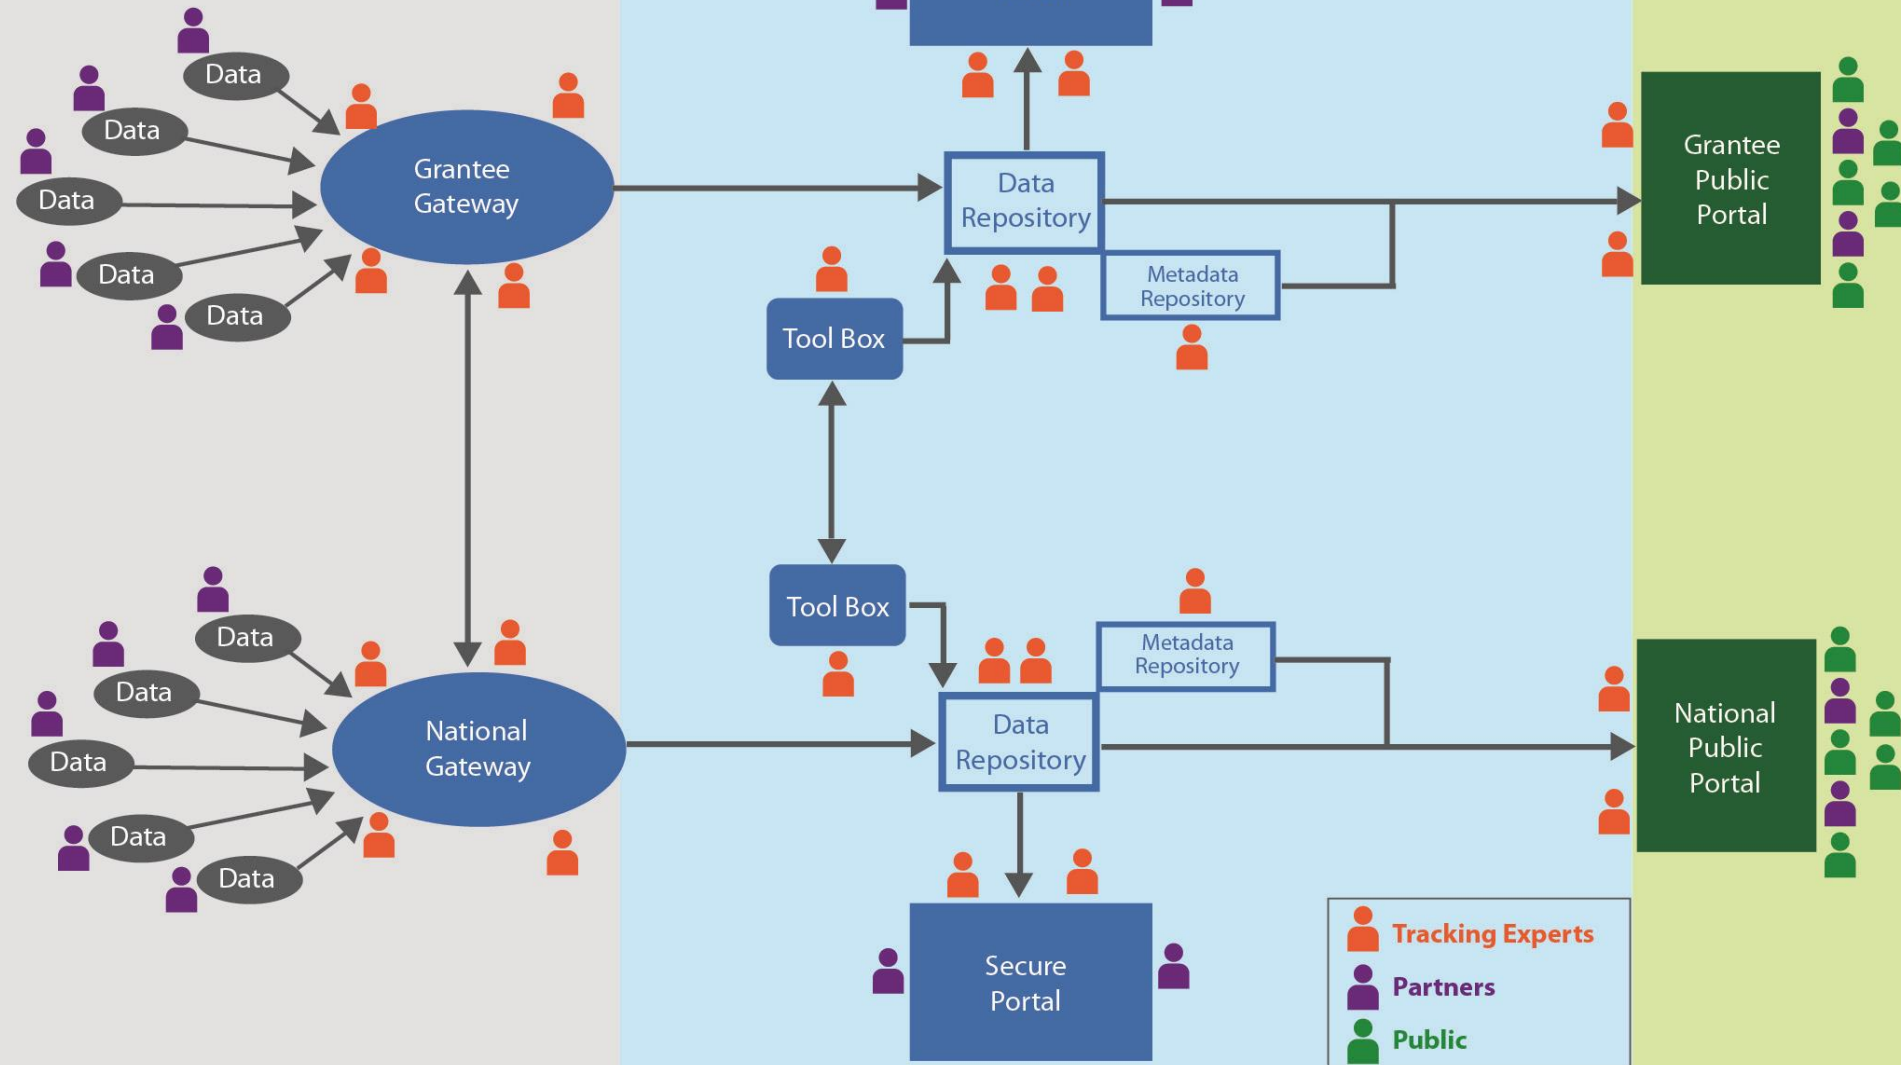 Data
Data
Data
Data
Data
Grantee
Gateway
Data
Repository
Metadata
Repository
Tool Box
Grantee
Public
Portal
Data
Data
Data
Data
Data
National
Gateway
Tool Box
Metadata
Repository
Data
Repository
National
Public
Portal
Secure
Portal
Tracking Experts
Partners
Public